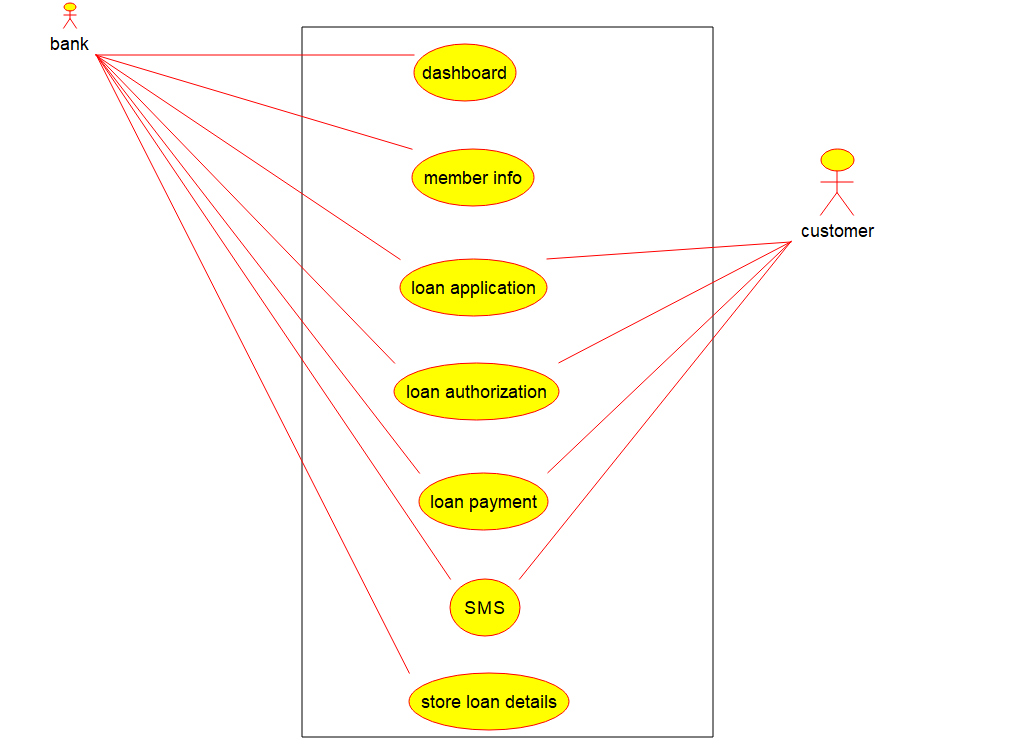 bank
dashboard
member info
customer
loan application
loan authorization
loan payment
SMS
store loan details